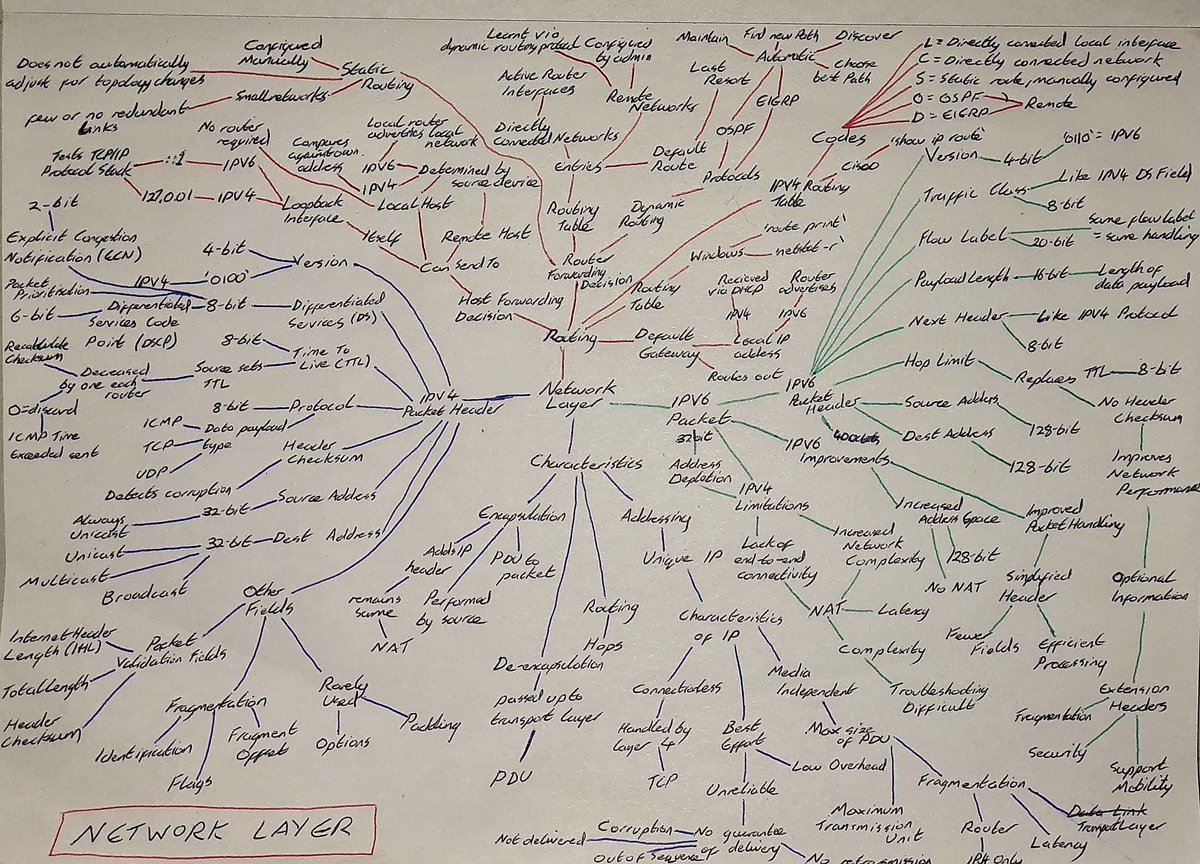 Does not automatically
adjust for topology changes
Configured
Manually
Static
Routing
Small networks
few or no redundant
Links
Learnt via
dynamic routing protocol
Configured
by admin
Active Router
Interfaces
Remote
Networks
Directly
Connected Networks
Entries
Default
Route
Last
Resort
Routing
Table
Maintain
Find new Path
Discover
Automatic
Choose
best Path
EIGRP
OSPF
Protocols
Dynamic
Routing
Router
Forwarding
Decision
L = Directly connected local interface
C = Directly connected network
S = Static route, manually configured
O = OSPF
D = EIGRP
Remote
Codes
'show ip route'
Cisco
IPV4 Routing
Table
'route print'
'netstat-r'
Windows
Routing
Table
Tests TCP/IP
Protocol Stack
::1
IPV6
No router
required
127.0.0.1
IPV4
Loopback
Interface
Compares
against own
address
Local router
advertises local
network
IPV6
IPV4
Determined by
source device
Local Host
Itself
Remote Host
Can Send To
Host Forwarding
Decision
Routing
Default
Gateway
Recieved
via DHCP
Router
advertises
IPV4
IPV6
Local IP
address
Routes out
Network
Layer
2-bit
Explicit Congestion
Notification (ECN)
4-bit
Version
IPV4
'0100'
Packet
Prioritisation
6-bit
Differentiated
Services Code
Point (DSCP)
8-bit
Differentiated
Services (DS)
Recalculate
Checksum
8-bit
Time To
Live (TTL)
Source sets
TTL
Deceased
by one each
router
0=discard
ICMP Time
Exceeded sent
8-bit
Protocol
IPV4
Packet Header
ICMP
TCP
UDP
Data payload
type
Header
Checksum
Detects corruption
Source Address
32-bit
Always
Unicast
Dest Address
32-bit
Unicast
Multicast
Broadcast
Other
Fields
Internet Header
Length (IHL)
Total Length
Header
Checksum
Packet
Validation Fields
Fragmentation
Identification
Flags
Fragment
Offset
Rarely
Used
Options
Padding
Characteristics
Encapsulation
Adds IP
header
remains
same
NAT
Performed
by source
PDU to
packet
De-encapsulation
passed up to
transport layer
PDU
Routing
Hops
Addressing
Unique IP
Characteristics
of IP
Connectionless
Handled by
layer 4
TCP
Best
Effort
Low Overhead
Unreliable
No guarantee
of delivery
Corruption
Not delivered
Out of Sequence
No retransmission
Media
Independent
Max size
of PDU
Maximum
Transmission
Unit
Fragmentation
Router
IPV4 Only
Latency
Data Link
Transport Layer
IPV6
Packet
32bit
Address
Depletion
IPV4
Limitations
Lack of
end-to-end
connectivity
Increased
Network
Complexity
NAT
Latency
Complexity
Troubleshooting
Difficult
IPV6
Improvements
Increased
Address Space
No NAT
128-bit
Improved
Packet Handling
Simplified
Header
Fewer
Fields
Efficient
Processing
IPV6
Packet
Header
Version
4-bit
'0110' = IPV6
Traffic Class
Like IPV4 DS Field
8-bit
Flow Label
20-bit
same flow label
= same handling
Payload Length
16-bit
Length of
data payload
Next Header
Like IPV4 Protocol
8-bit
Hop Limit
Replaces TTL
8-bit
No Header
Checksum
Source Address
128-bit
Dest Address
128-bit
Improves
Network
Performance
Optional
Information
Extension
Headers
Fragmentation
Security
Support
Mobility
NETWORK LAYER